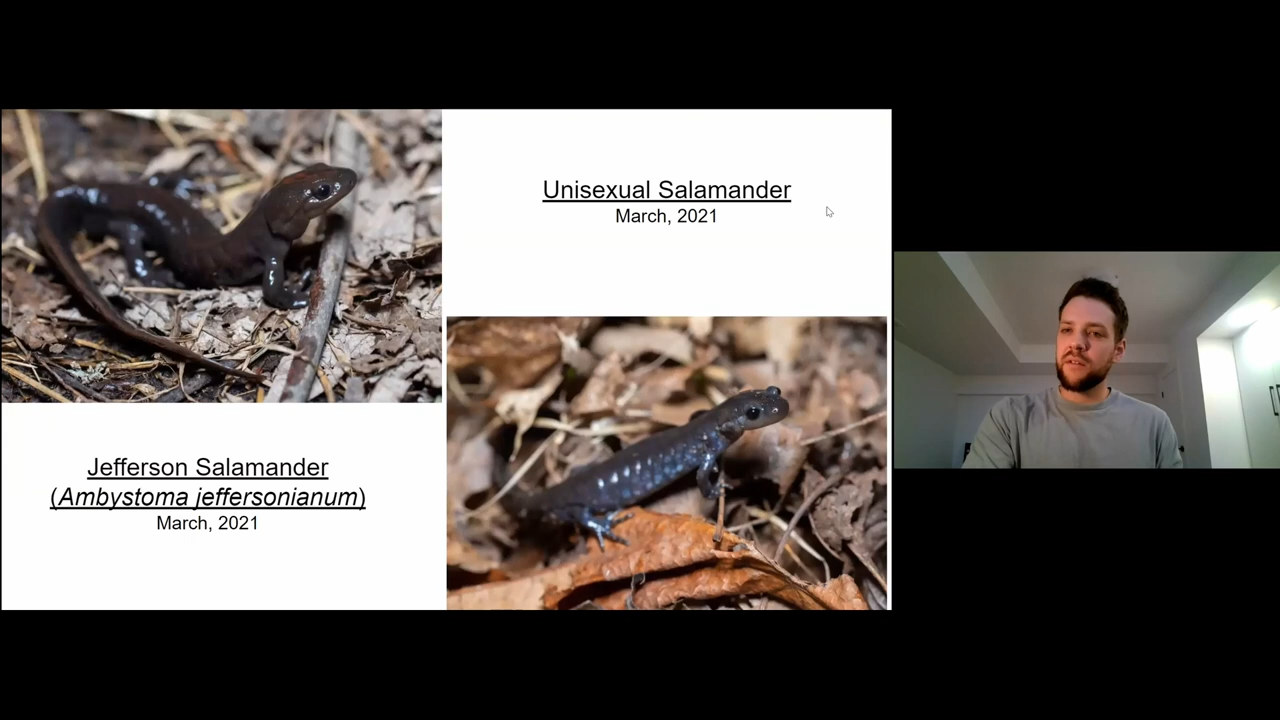 Unisexual Salamander
March, 2021
Jefferson Salamander
(Ambystoma jeffersonianum)
March, 2021